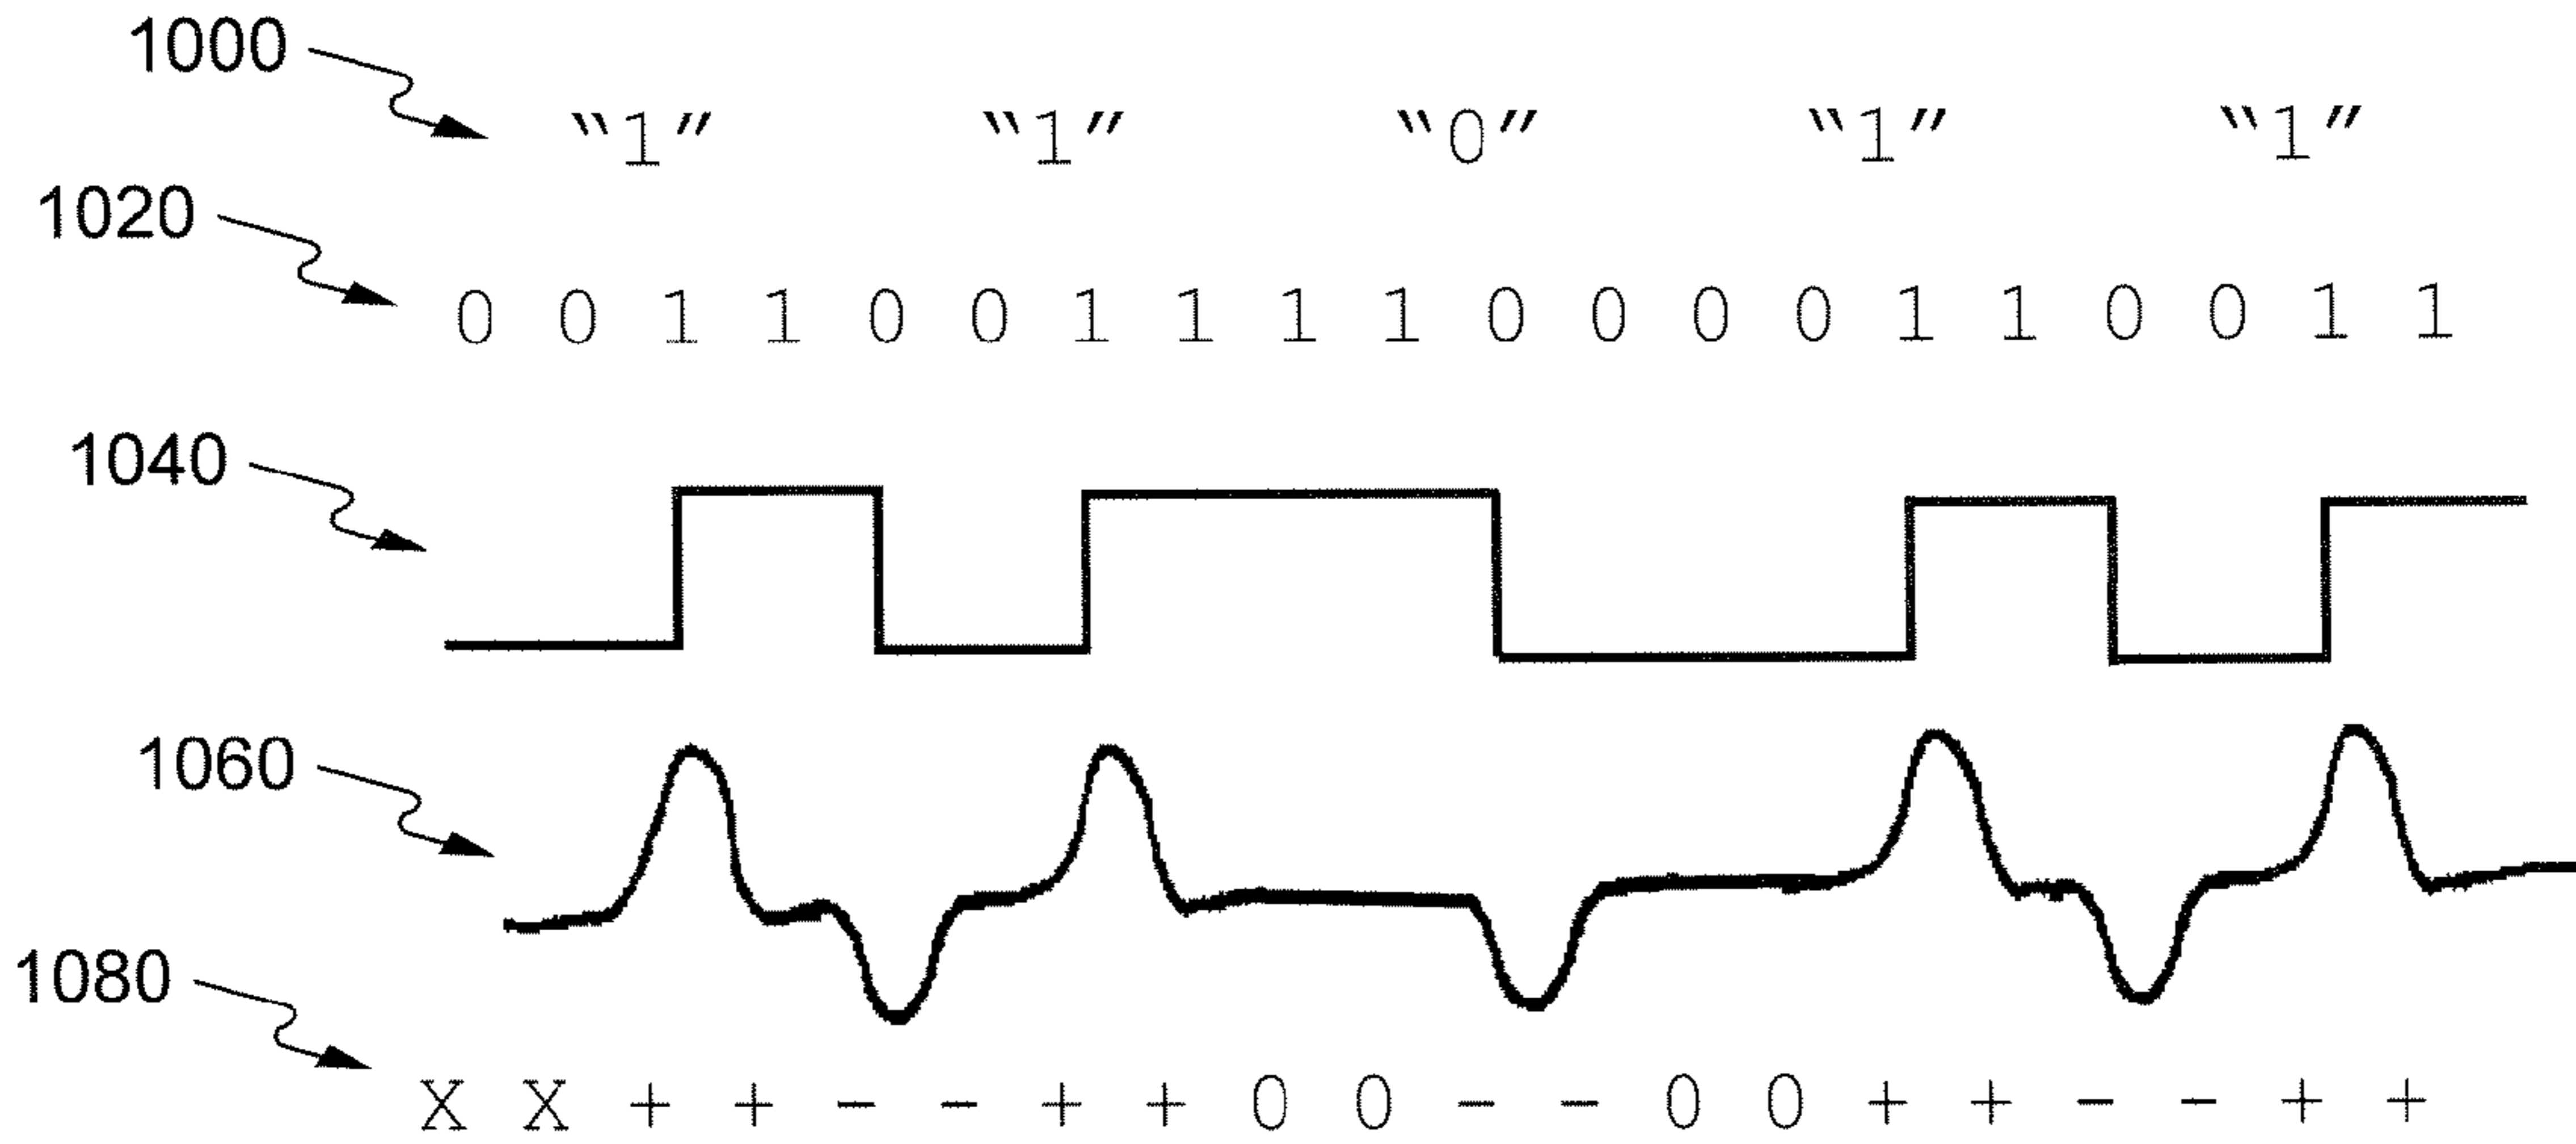 1000
“1” “1” “0” “1” “1”
1020
0 0 1 1 0 0 1 1 1 1 0 0 0 0 1 1 0 0 1 1
1040
1060
1080
X X + + - - + + 0 0 - - 0 0 + + - - + +